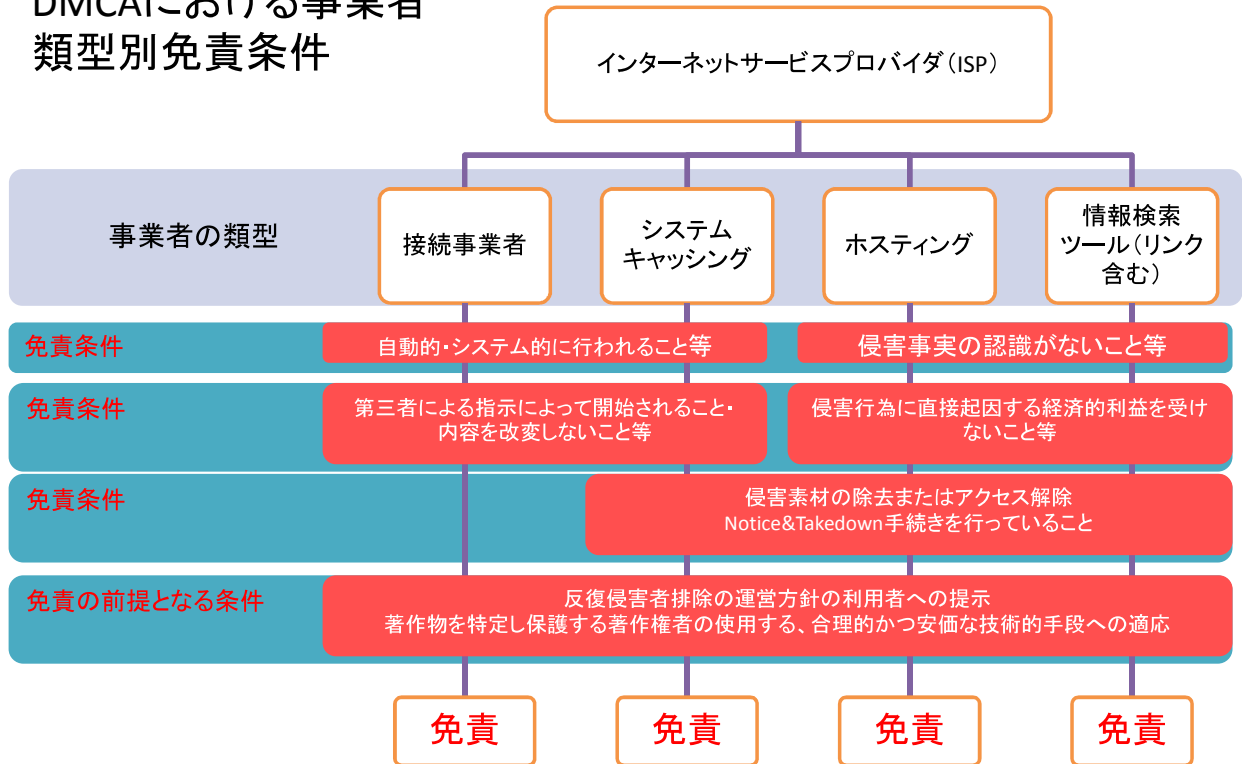 DMCAにおける事業者
類型別免責条件
インターネットサービスプロバイダ（ISP）
事業者の類型
接続事業者
システム
キャッシング
ホスティング
情報検索
ツール（リンク
含む）
免責条件
自動的・システム的に行われること等
侵害事実の認識がないこと等
免責条件
第三者による指示によって開始されること・
内容を改変しないこと等
侵害行為に直接起因する経済的利益を受け
ないこと等
免責条件
侵害素材の除去またはアクセス解除
Notice&Takedown手続きを行っていること
免責の前提となる条件
反復侵害者排除の運営方針の利用者への提示
著作物を特定し保護する著作権者の使用する、合理的かつ安価な技術的手段への適応
免責
免責
免責
免責